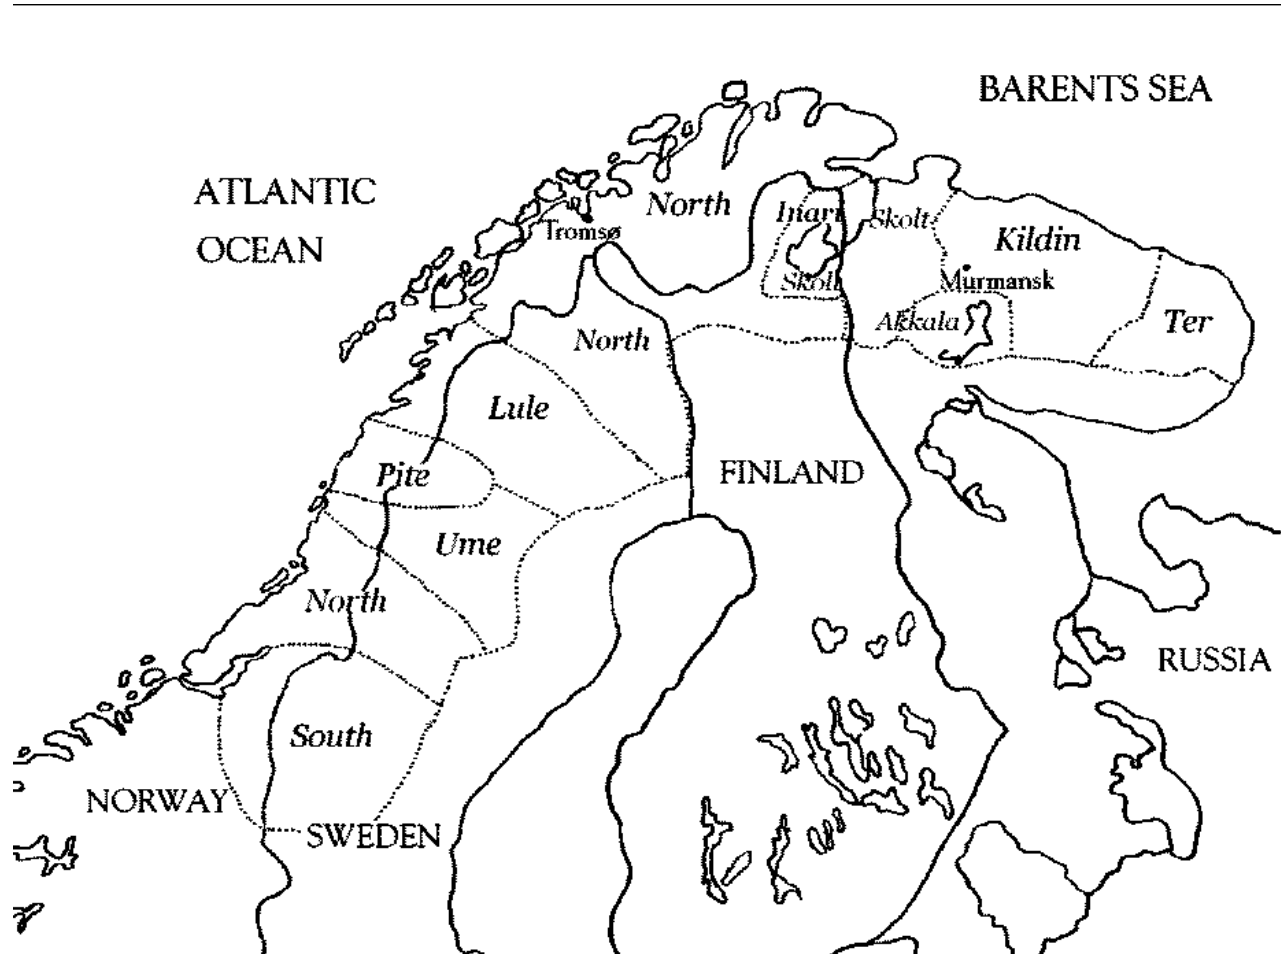 BARENTS SEA
ATLANTIC
OCEAN
North
Inari
Skolt
Tromsø
Kildin
Skolt
Murmansk
Akkala
Ter
North
Lule
Pite
FINLAND
Ume
North
RUSSIA
South
NORWAY
SWEDEN